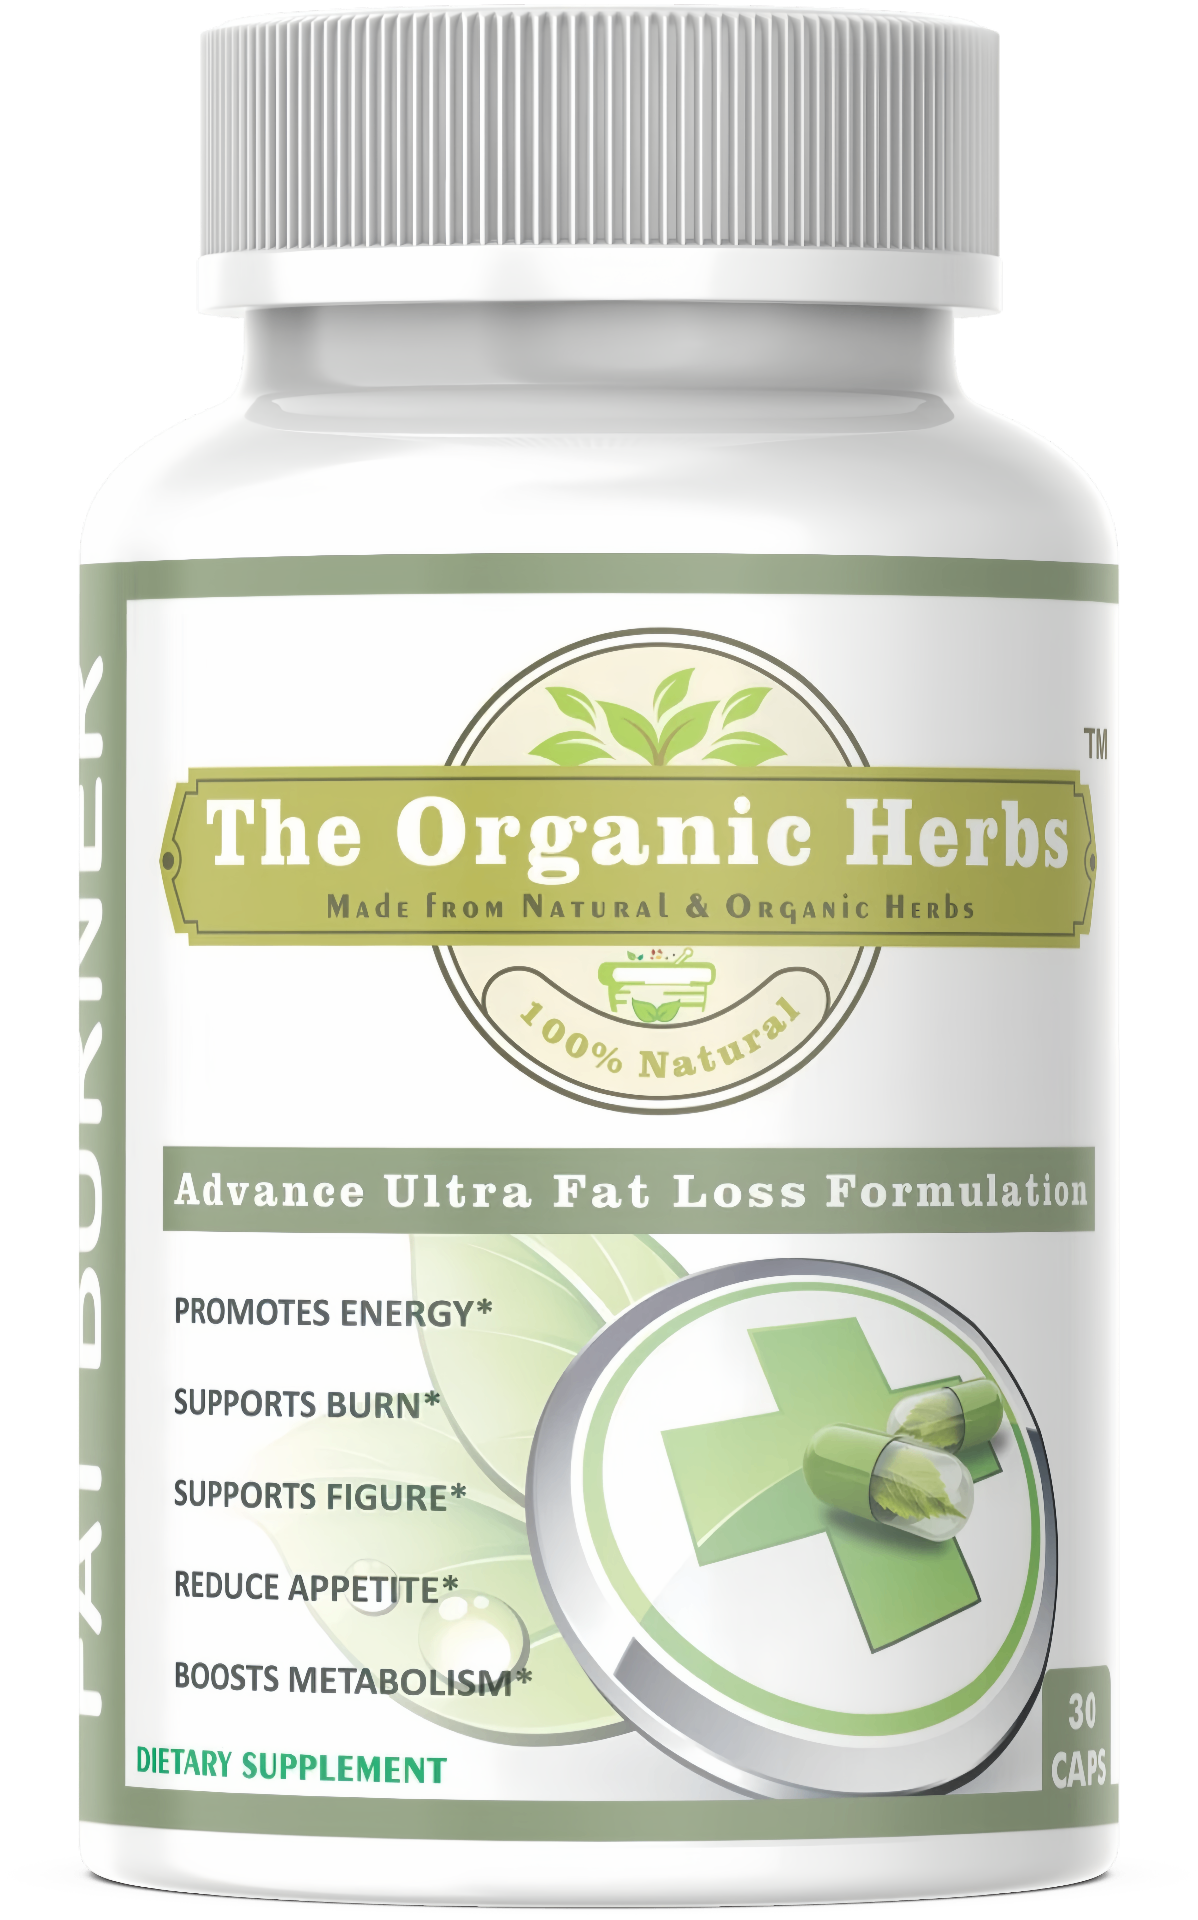 TM
The Organic Herbs
Made from Natural & Organic Herbs
100% Natural
Advance Ultra Fat Loss Formulation
PROMOTES ENERGY*
SUPPORTS BURN*
SUPPORTS FIGURE*
REDUCE APPETITE*
BOOSTS METABOLISM*
DIETARY SUPPLEMENT
30
CAPS
FAT BURNER